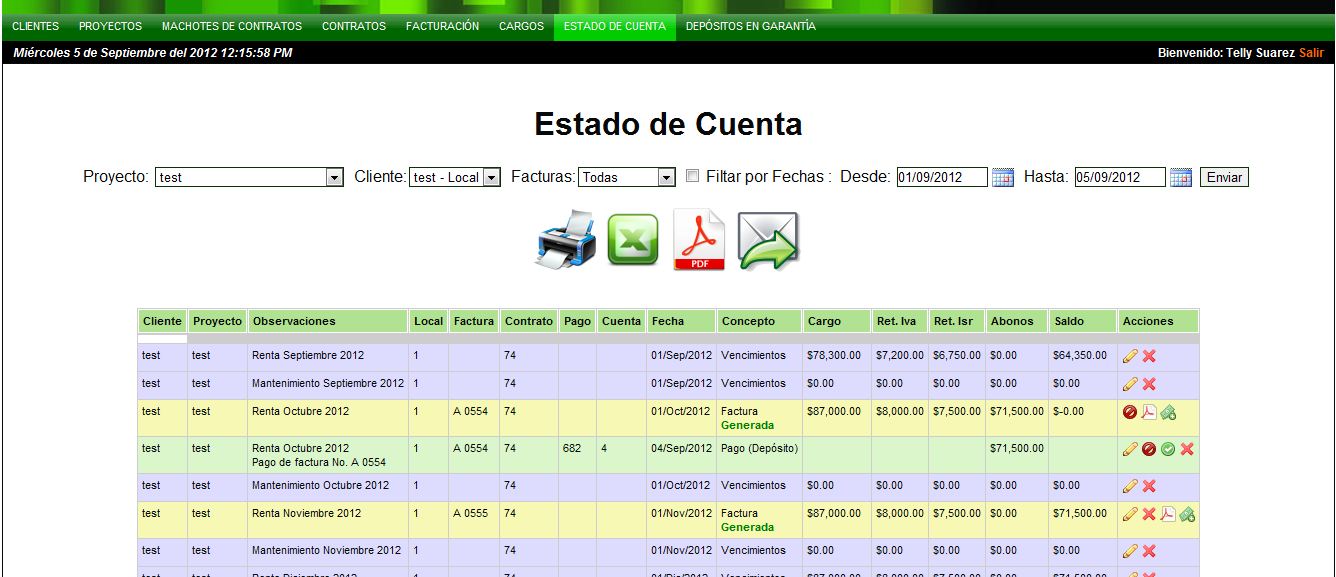 CLIENTES PROYECTOS MACHOTES DE CONTRATOS CONTRATOS FACTURACIÓN CARGOS ESTADO DE CUENTA DEPÓSITOS EN GARANTÍA
Miércoles 5 de Septiembre del 2012 12:15:58 PM Bienvenido: Telly Suarez Salir
Estado de Cuenta
Proyecto: test Cliente: test - Local Facturas: Todas Filtar por Fechas : Desde: 01/09/2012 Hasta: 05/09/2012 Enviar
PDF
Cliente Proyecto Observaciones Local Factura Contrato Pago Cuenta Fecha Concepto Cargo Ret. Iva Ret. Isr Abonos Saldo Acciones
test test Renta Septiembre 2012 1 74 01/Sep/2012 Vencimientos $78,300.00 $7,200.00 $6,750.00 $0.00 $64,350.00
test test Mantenimiento Septiembre 2012 1 74 01/Sep/2012 Vencimientos $0.00 $0.00 $0.00 $0.00 $0.00
test test Renta Octubre 2012 1 A 0554 74 01/Oct/2012 Factura $87,000.00 $8,000.00 $7,500.00 $71,500.00 $-0.00
Generada
test test Renta Octubre 2012 1 A 0554 74 682 4 04/Sep/2012 Pago (Depósito) $71,500.00
Pago de factura No. A 0554
test test Mantenimiento Octubre 2012 1 74 01/Oct/2012 Vencimientos $0.00 $0.00 $0.00 $0.00 $0.00
test test Renta Noviembre 2012 1 A 0555 74 01/Nov/2012 Factura $87,000.00 $8,000.00 $7,500.00 $0.00 $71,500.00
Generada
test test Mantenimiento Noviembre 2012 1 74 01/Nov/2012 Vencimientos $0.00 $0.00 $0.00 $0.00 $0.00